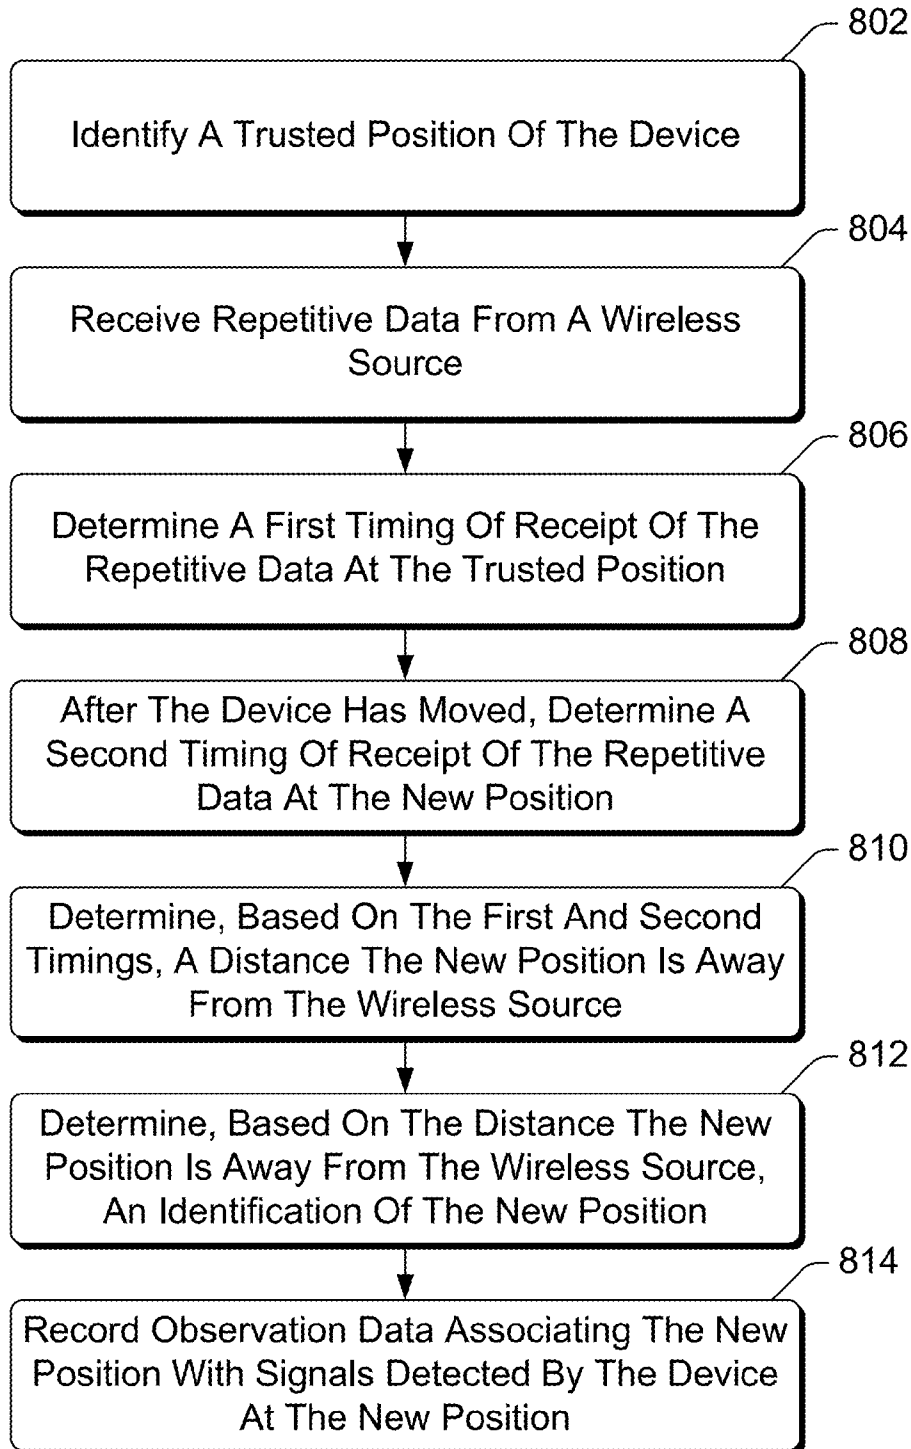 802
Identify A Trusted Position Of The Device
804
Receive Repetitive Data From A Wireless
Source
806
Determine A First Timing Of Receipt Of The
Repetitive Data At The Trusted Position
808
After The Device Has Moved, Determine A
Second Timing Of Receipt Of The Repetitive
Data At The New Position
810
Determine, Based On The First And Second
Timings, A Distance The New Position Is Away
From The Wireless Source
812
Determine, Based On The Distance The New
Position Is Away From The Wireless Source,
An Identification Of The New Position
814
Record Observation Data Associating The New
Position With Signals Detected By The Device
At The New Position